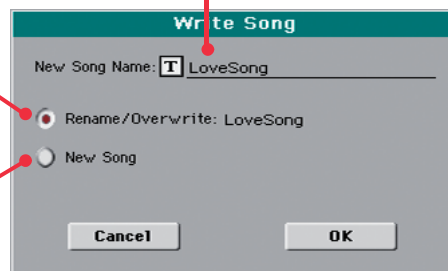 Write Song
New Song Name: T LoveSong
Rename/Overwrite: LoveSong
New Song
Cancel OK